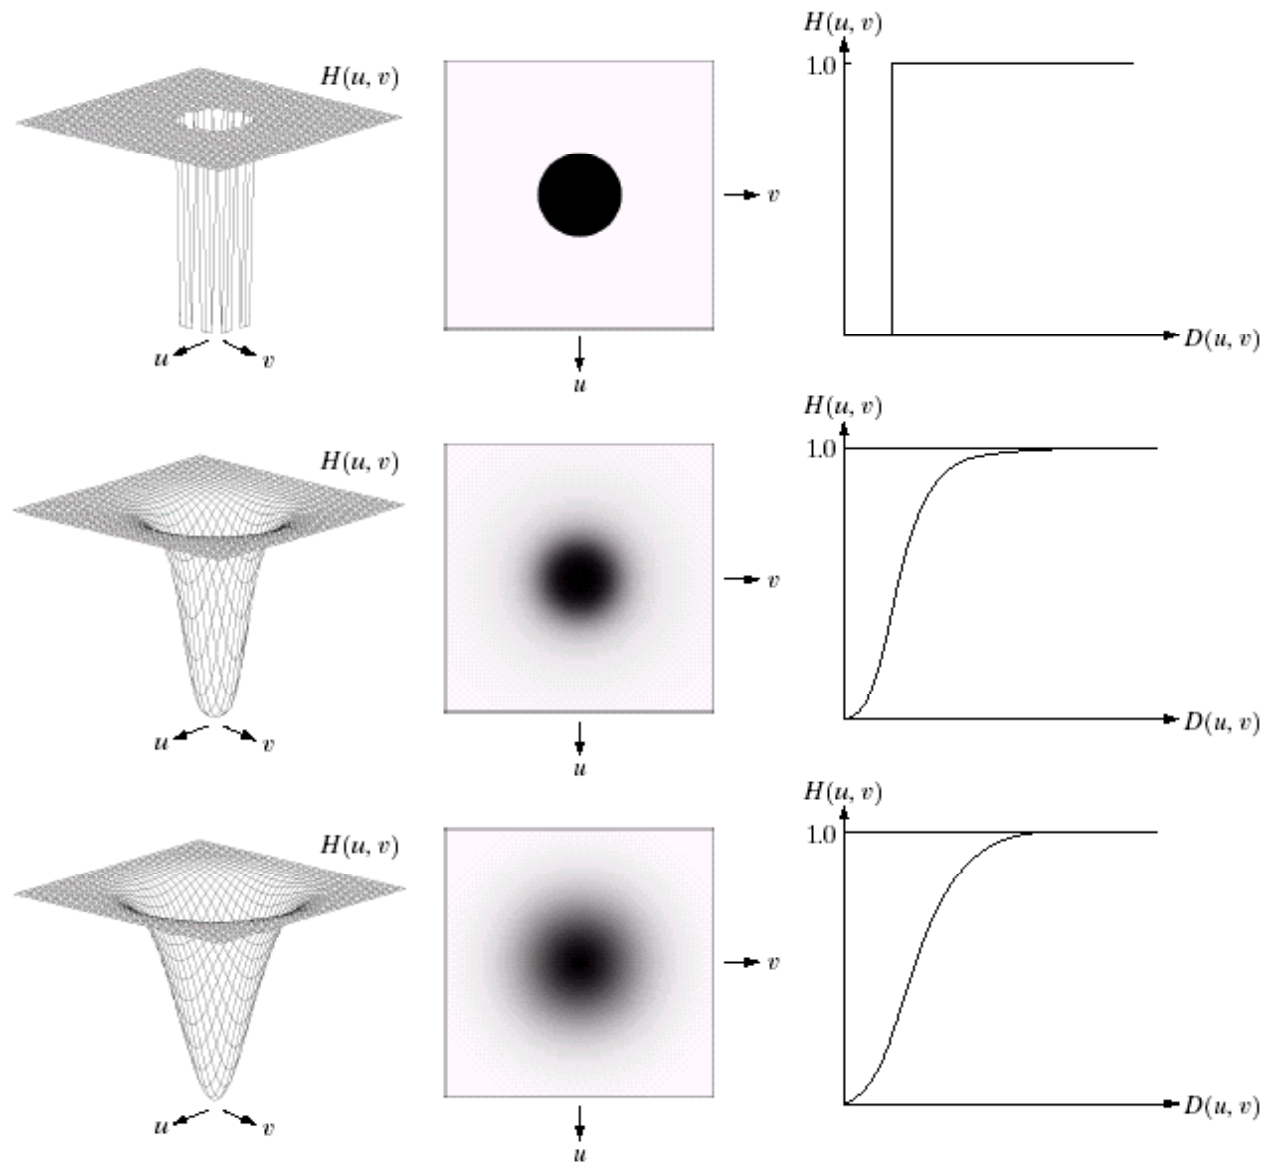 H(u, v)
H(u, v)
1.0
v
D(u, v)
u
v
u
H(u, v)
H(u, v)
1.0
v
D(u, v)
u
v
u
H(u, v)
H(u, v)
1.0
v
D(u, v)
u
v
u